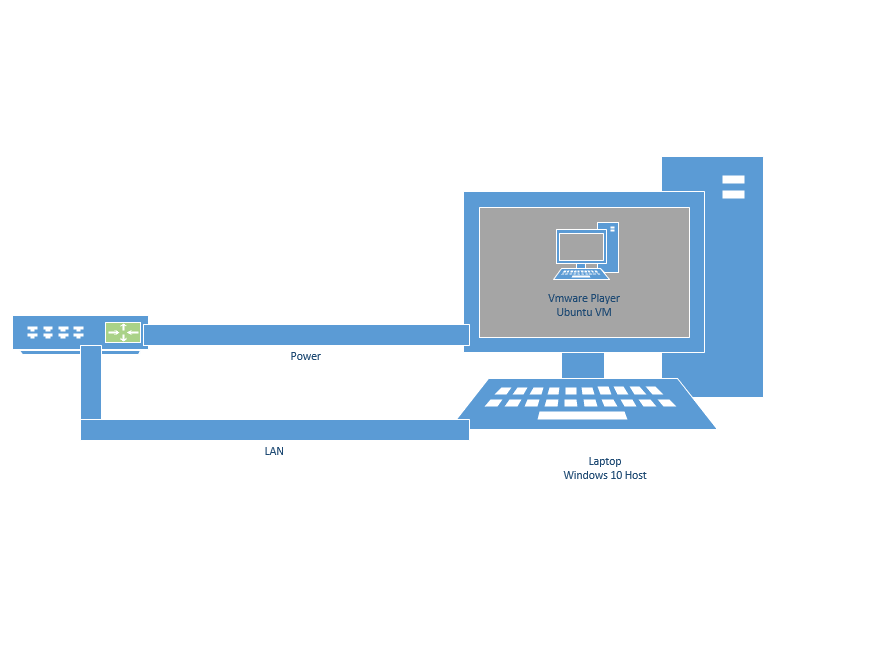 Vmware Player
Ubuntu VM
Power
LAN
Laptop
Windows 10 Host